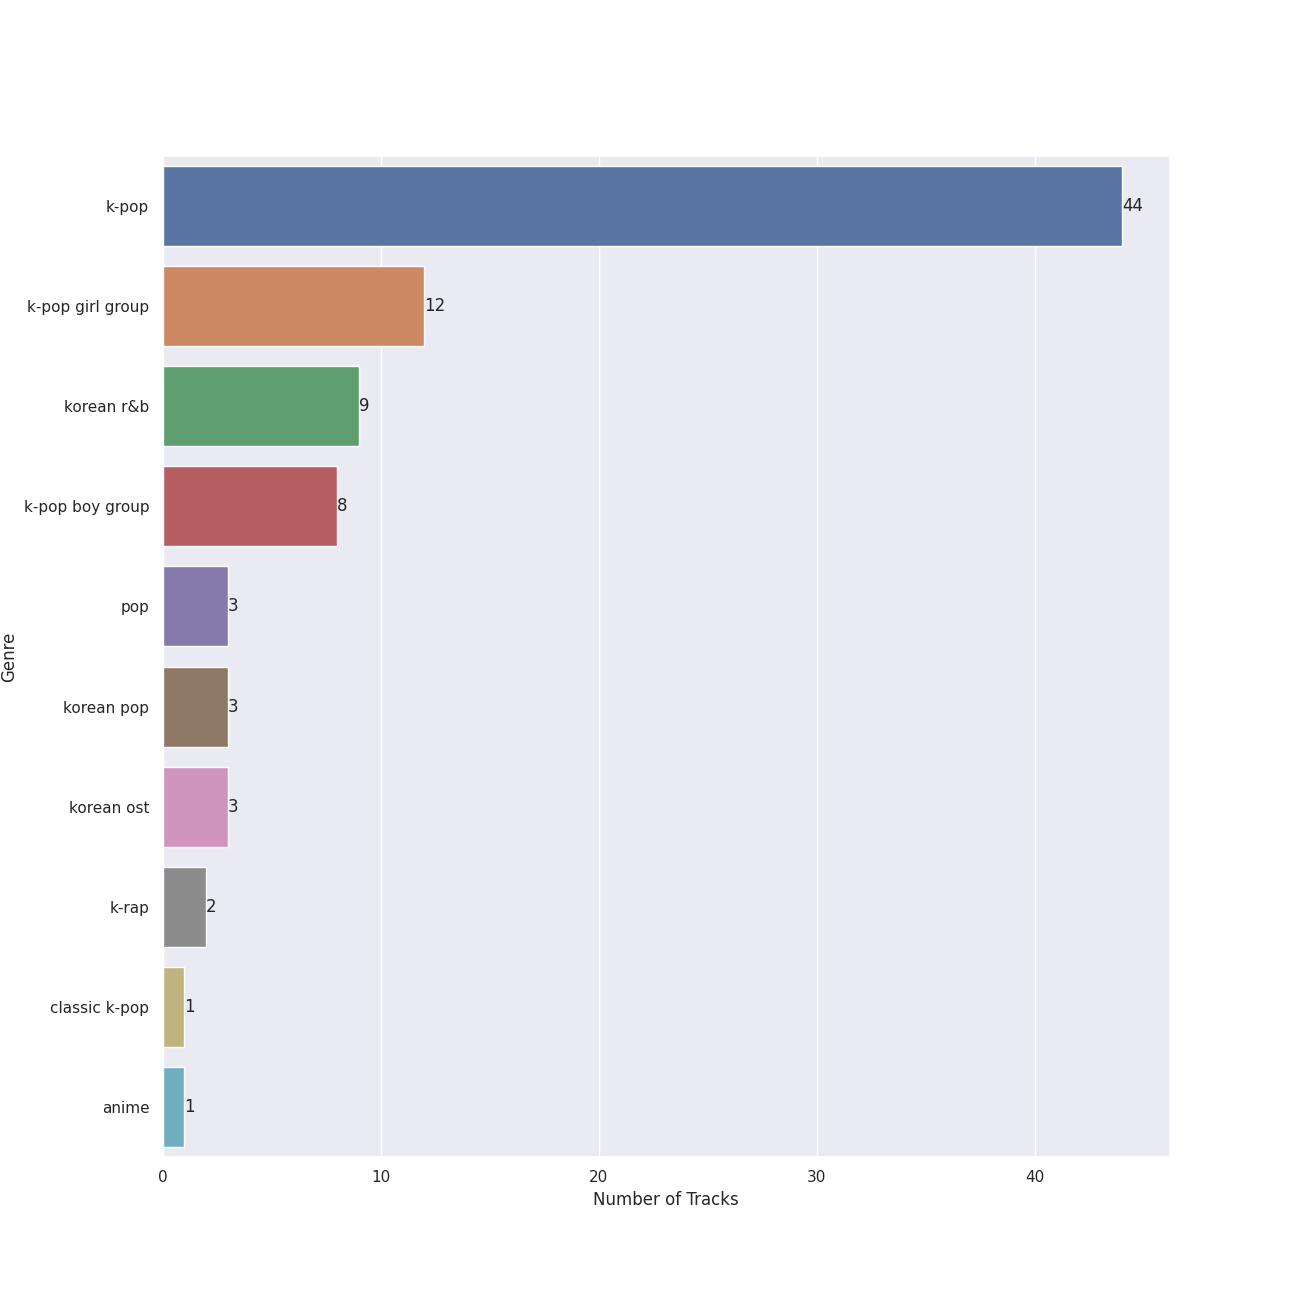 k-pop 44
k-pop girl group 12
korean r&b 9
k-pop boy group 8
pop 3
Genre
korean pop 3
korean ost 3
k-rap 2
classic k-pop 1
anime 1
0 10 20 30 40
Number of Tracks